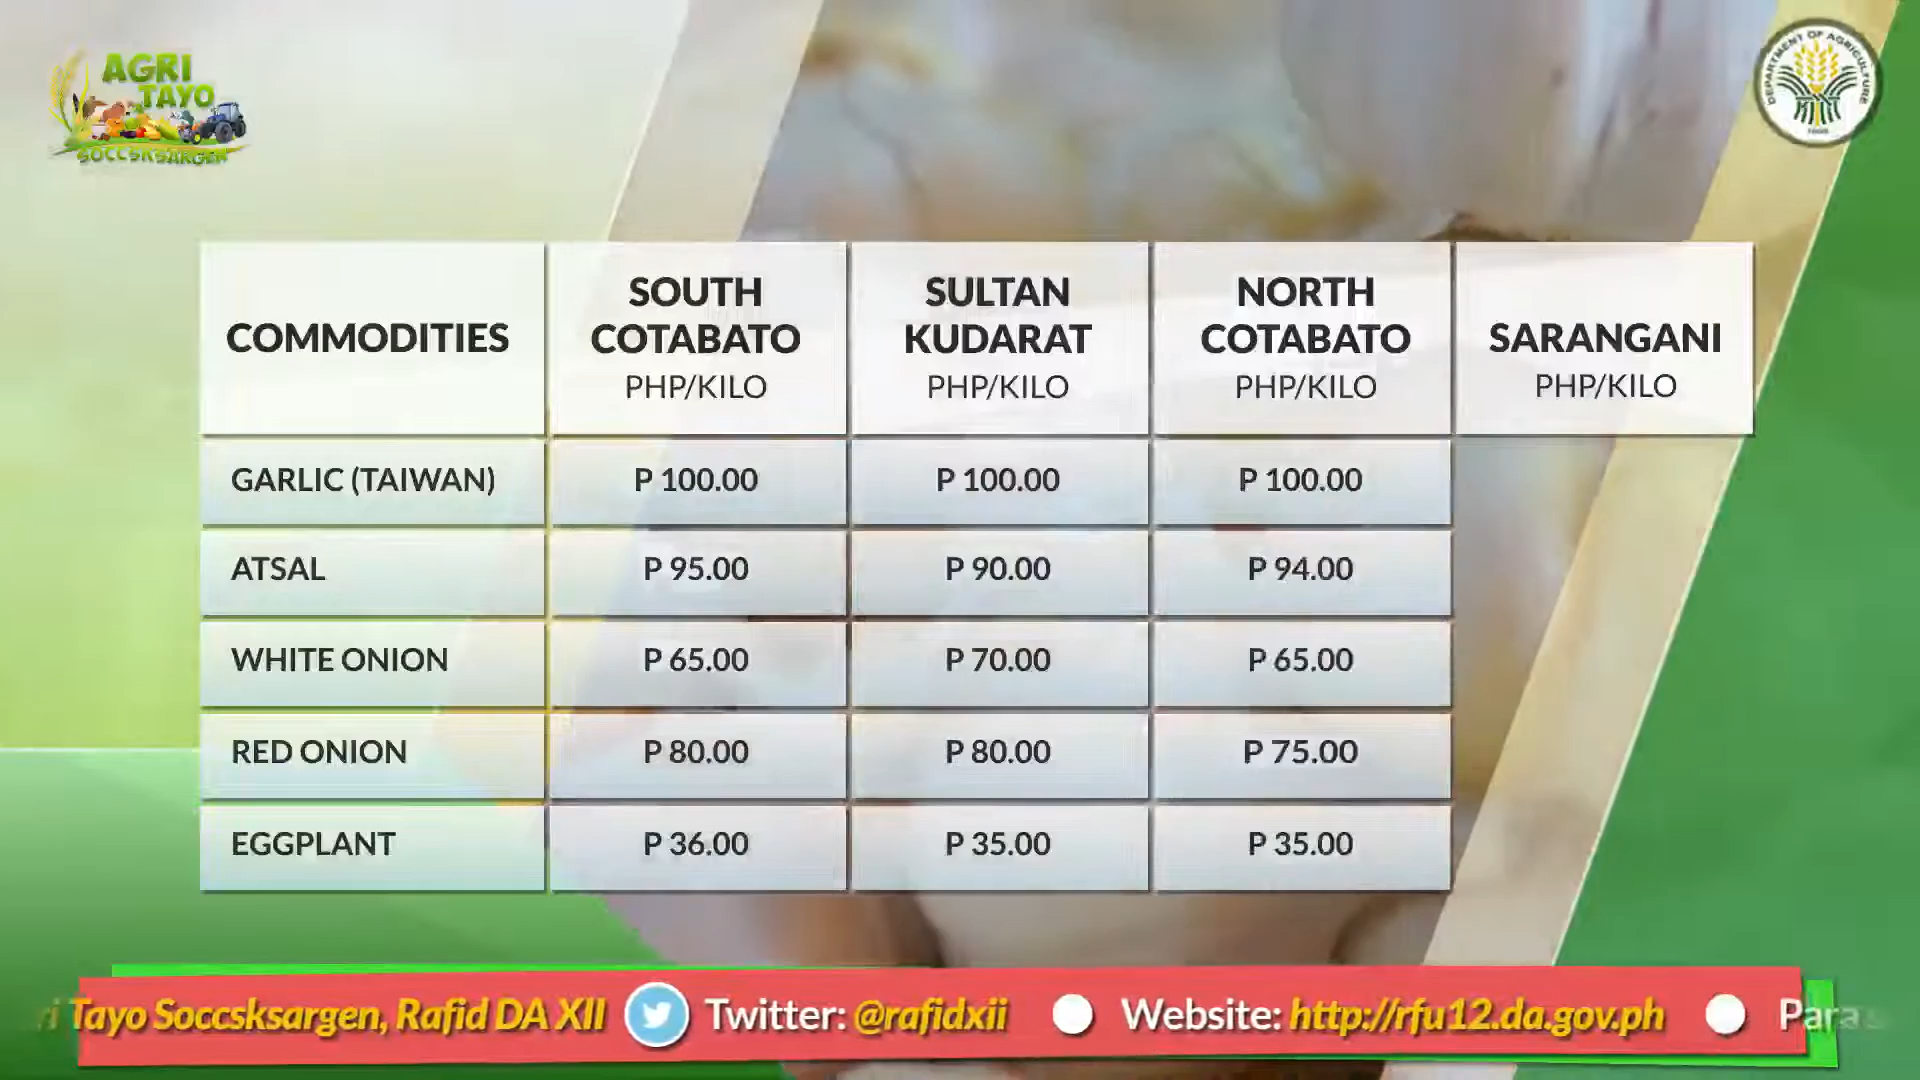 AGRI
TAYO
SOCCSKSARGEN
DEPARTMENT OF AGRICULTURE
COMMODITIES
SOUTH
COTABATO
PHP/KILO
SULTAN
KUDARAT
PHP/KILO
NORTH
COTABATO
PHP/KILO
SARANGANI
PHP/KILO
GARLIC (TAIWAN) P 100.00 P 100.00 P 100.00
ATSAL P 95.00 P 90.00 P 94.00
WHITE ONION P 65.00 P 70.00 P 65.00
RED ONION P 80.00 P 80.00 P 75.00
EGGPLANT P 36.00 P 35.00 P 35.00
Tayo Soccsksargen, Rafid DA XII Twitter: @rafidxii Website: http://rfu12.da.gov.ph Para